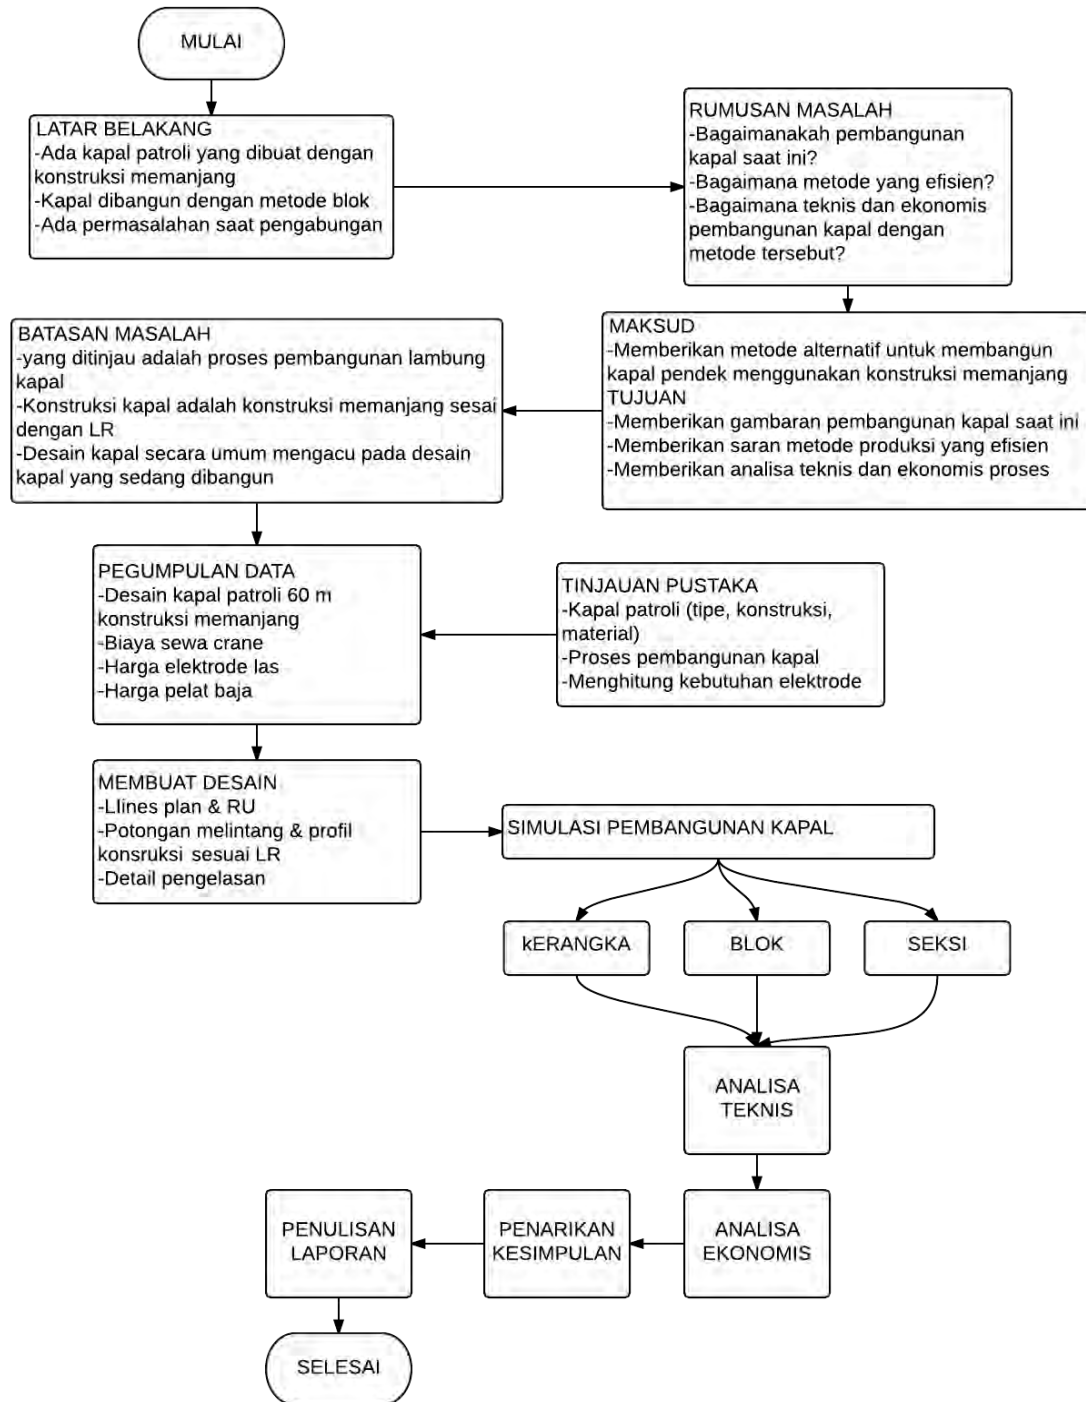 MULAI
LATAR BELAKANG
-Ada kapal patroli yang dibuat dengan
konstruksi memanjang
-Kapal dibangun dengan metode blok
-Ada permasalahan saat pengabungan
RUMUSAN MASALAH
-Bagaimanakah pembangunan
kapal saat ini?
-Bagaimana metode yang efisien?
-Bagaimana teknis dan ekonomis
pembangunan kapal dengan
metode tersebut?
MAKSUD
-Memberikan metode alternatif untuk membangun
kapal pendek menggunakan konstruksi memanjang
TUJUAN
-Memberikan gambaran pembangunan kapal saat ini
-Memberikan saran metode produksi yang efisien
-Memberikan analisa teknis dan ekonomis proses
BATASAN MASALAH
-yang ditinjau adalah proses pembangunan lambung
kapal
-Konstruksi kapal adalah konstruksi memanjang sesai
dengan LR
-Desain kapal secara umum mengacu pada desain
kapal yang sedang dibangun
PEGUMPULAN DATA
-Desain kapal patroli 60 m
konstruksi memanjang
-Biaya sewa crane
-Harga elektrode las
-Harga pelat baja
TINJAUAN PUSTAKA
-Kapal patroli (tipe, konstruksi,
material)
-Proses pembangunan kapal
-Menghitung kebutuhan elektrode
MEMBUAT DESAIN
-Llines plan & RU
-Potongan melintang & profil
konsruksi sesuai LR
-Detail pengelasan
SIMULASI PEMBANGUNAN KAPAL
kERANGKA
BLOK
SEKSI
ANALISA
TEKNIS
ANALISA
EKONOMIS
PENARIKAN
KESIMPULAN
PENULISAN
LAPORAN
SELESAI